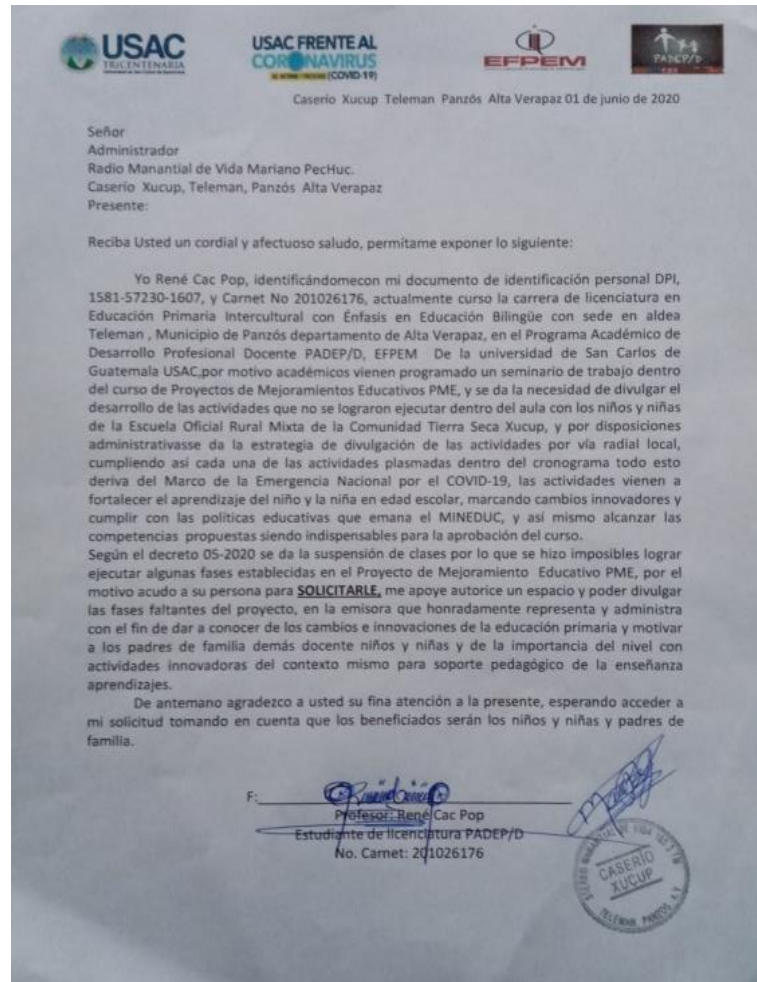 USAC
TRICENTENARIA
Universidad de San Carlos de Guatemala
USAC FRENTE AL
CORONAVIRUS
(COVID-19)
EFPEM
PADEP/D
Caserío Xucup Teleman Panzós Alta Verapaz 01 de junio de 2020
Señor
Administrador
Radio Manantial de Vida Mariano PecHuc.
Caserío Xucup, Teleman, Panzós Alta Verapaz
Presente:
Reciba Usted un cordial y afectuoso saludo, permítame exponer lo siguiente:
Yo René Cac Pop, identificándomecon mi documento de identificación personal DPI,
1581-57230-1607, y Carnet No 201026176, actualmente curso la carrera de licenciatura en
Educación Primaria Intercultural con Énfasis en Educación Bilingüe con sede en aldea
Teleman , Municipio de Panzós departamento de Alta Verapaz, en el Programa Académico de
Desarrollo Profesional Docente PADEP/D, EFPEM De la universidad de San Carlos de
Guatemala USAC,por motivo académicos vienen programado un seminario de trabajo dentro
del curso de Proyectos de Mejoramientos Educativos PME, y se da la necesidad de divulgar el
desarrollo de las actividades que no se lograron ejecutar dentro del aula con los niños y niñas
de la Escuela Oficial Rural Mixta de la Comunidad Tierra Seca Xucup, y por disposiciones
administrativasse da la estrategia de divulgación de las actividades por vía radial local,
cumpliendo así cada una de las actividades plasmadas dentro del cronograma todo esto
deriva del Marco de la Emergencia Nacional por el COVID-19, las actividades vienen a
fortalecer el aprendizaje del niño y la niña en edad escolar, marcando cambios innovadores y
cumplir con las políticas educativas que emana el MINEDUC, y así mismo alcanzar las
competencias propuestas siendo indispensables para la aprobación del curso.
Según el decreto 05-2020 se da la suspensión de clases por lo que se hizo imposibles lograr
ejecutar algunas fases establecidas en el Proyecto de Mejoramiento Educativo PME, por el
motivo acudo a su persona para SOLICITARLE, me apoye autorice un espacio y poder divulgar
las fases faltantes del proyecto, en la emisora que honradamente representa y administra
con el fin de dar a conocer de los cambios e innovaciones de la educación primaria y motivar
a los padres de familia demás docente niños y niñas y de la importancia del nivel con
actividades innovadoras del contexto mismo para soporte pedagógico de la enseñanza
aprendizajes.
De antemano agradezco a usted su fina atención a la presente, esperando acceder a
mi solicitud tomando en cuenta que los beneficiados serán los niños y niñas y padres de
familia.
F:
Profesor: René Cac Pop
Estudiante de licenciatura PADEP/D
No. Carnet: 201026176
MANANTIAL DE VIDA
CASERÍO
XUCUP
TELEMAN PANZOS A.V.